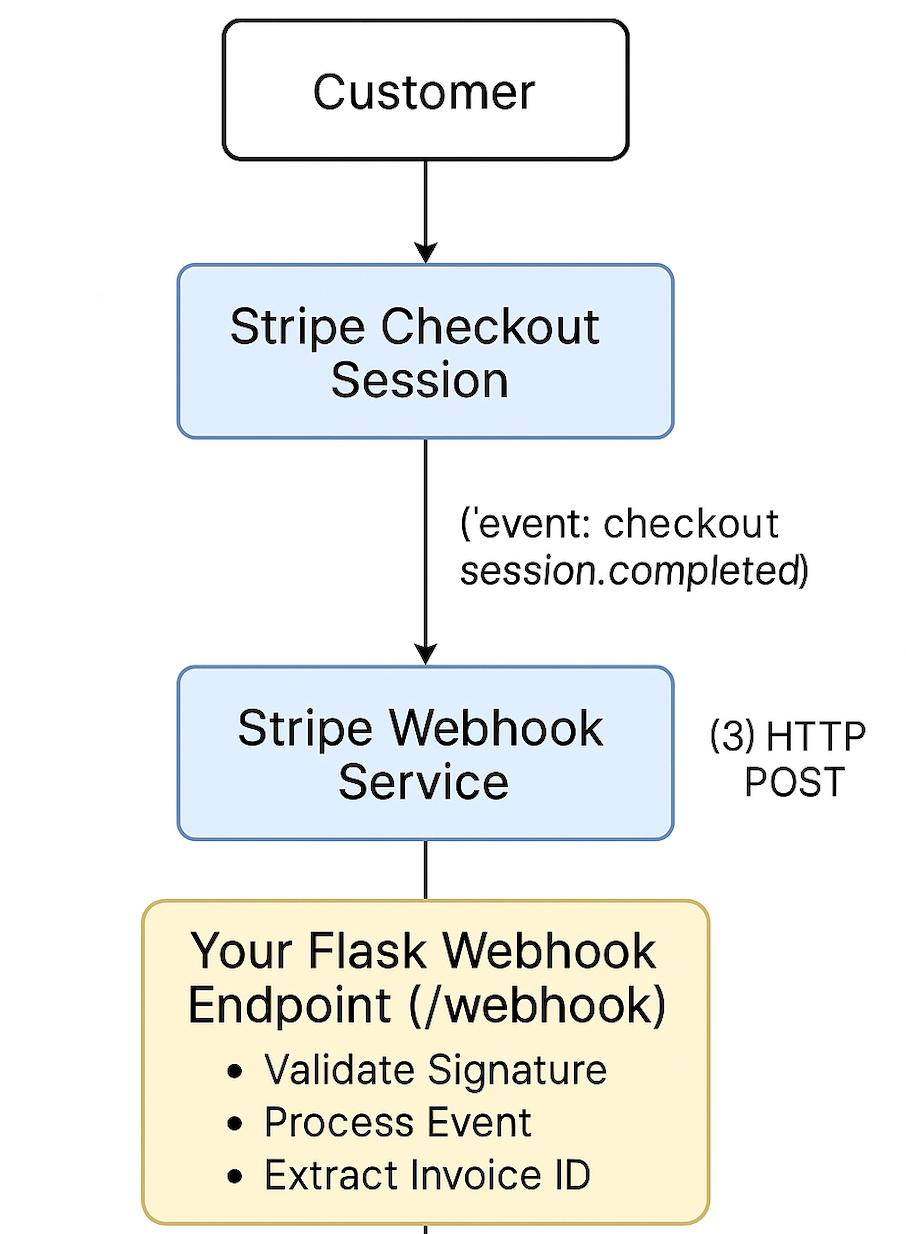 Customer
Stripe Checkout
Session
('event: checkout
session.completed)
Stripe Webhook
Service
(3) HTTP
POST
Your Flask Webhook
Endpoint (/webhook)
• Validate Signature
• Process Event
• Extract Invoice ID